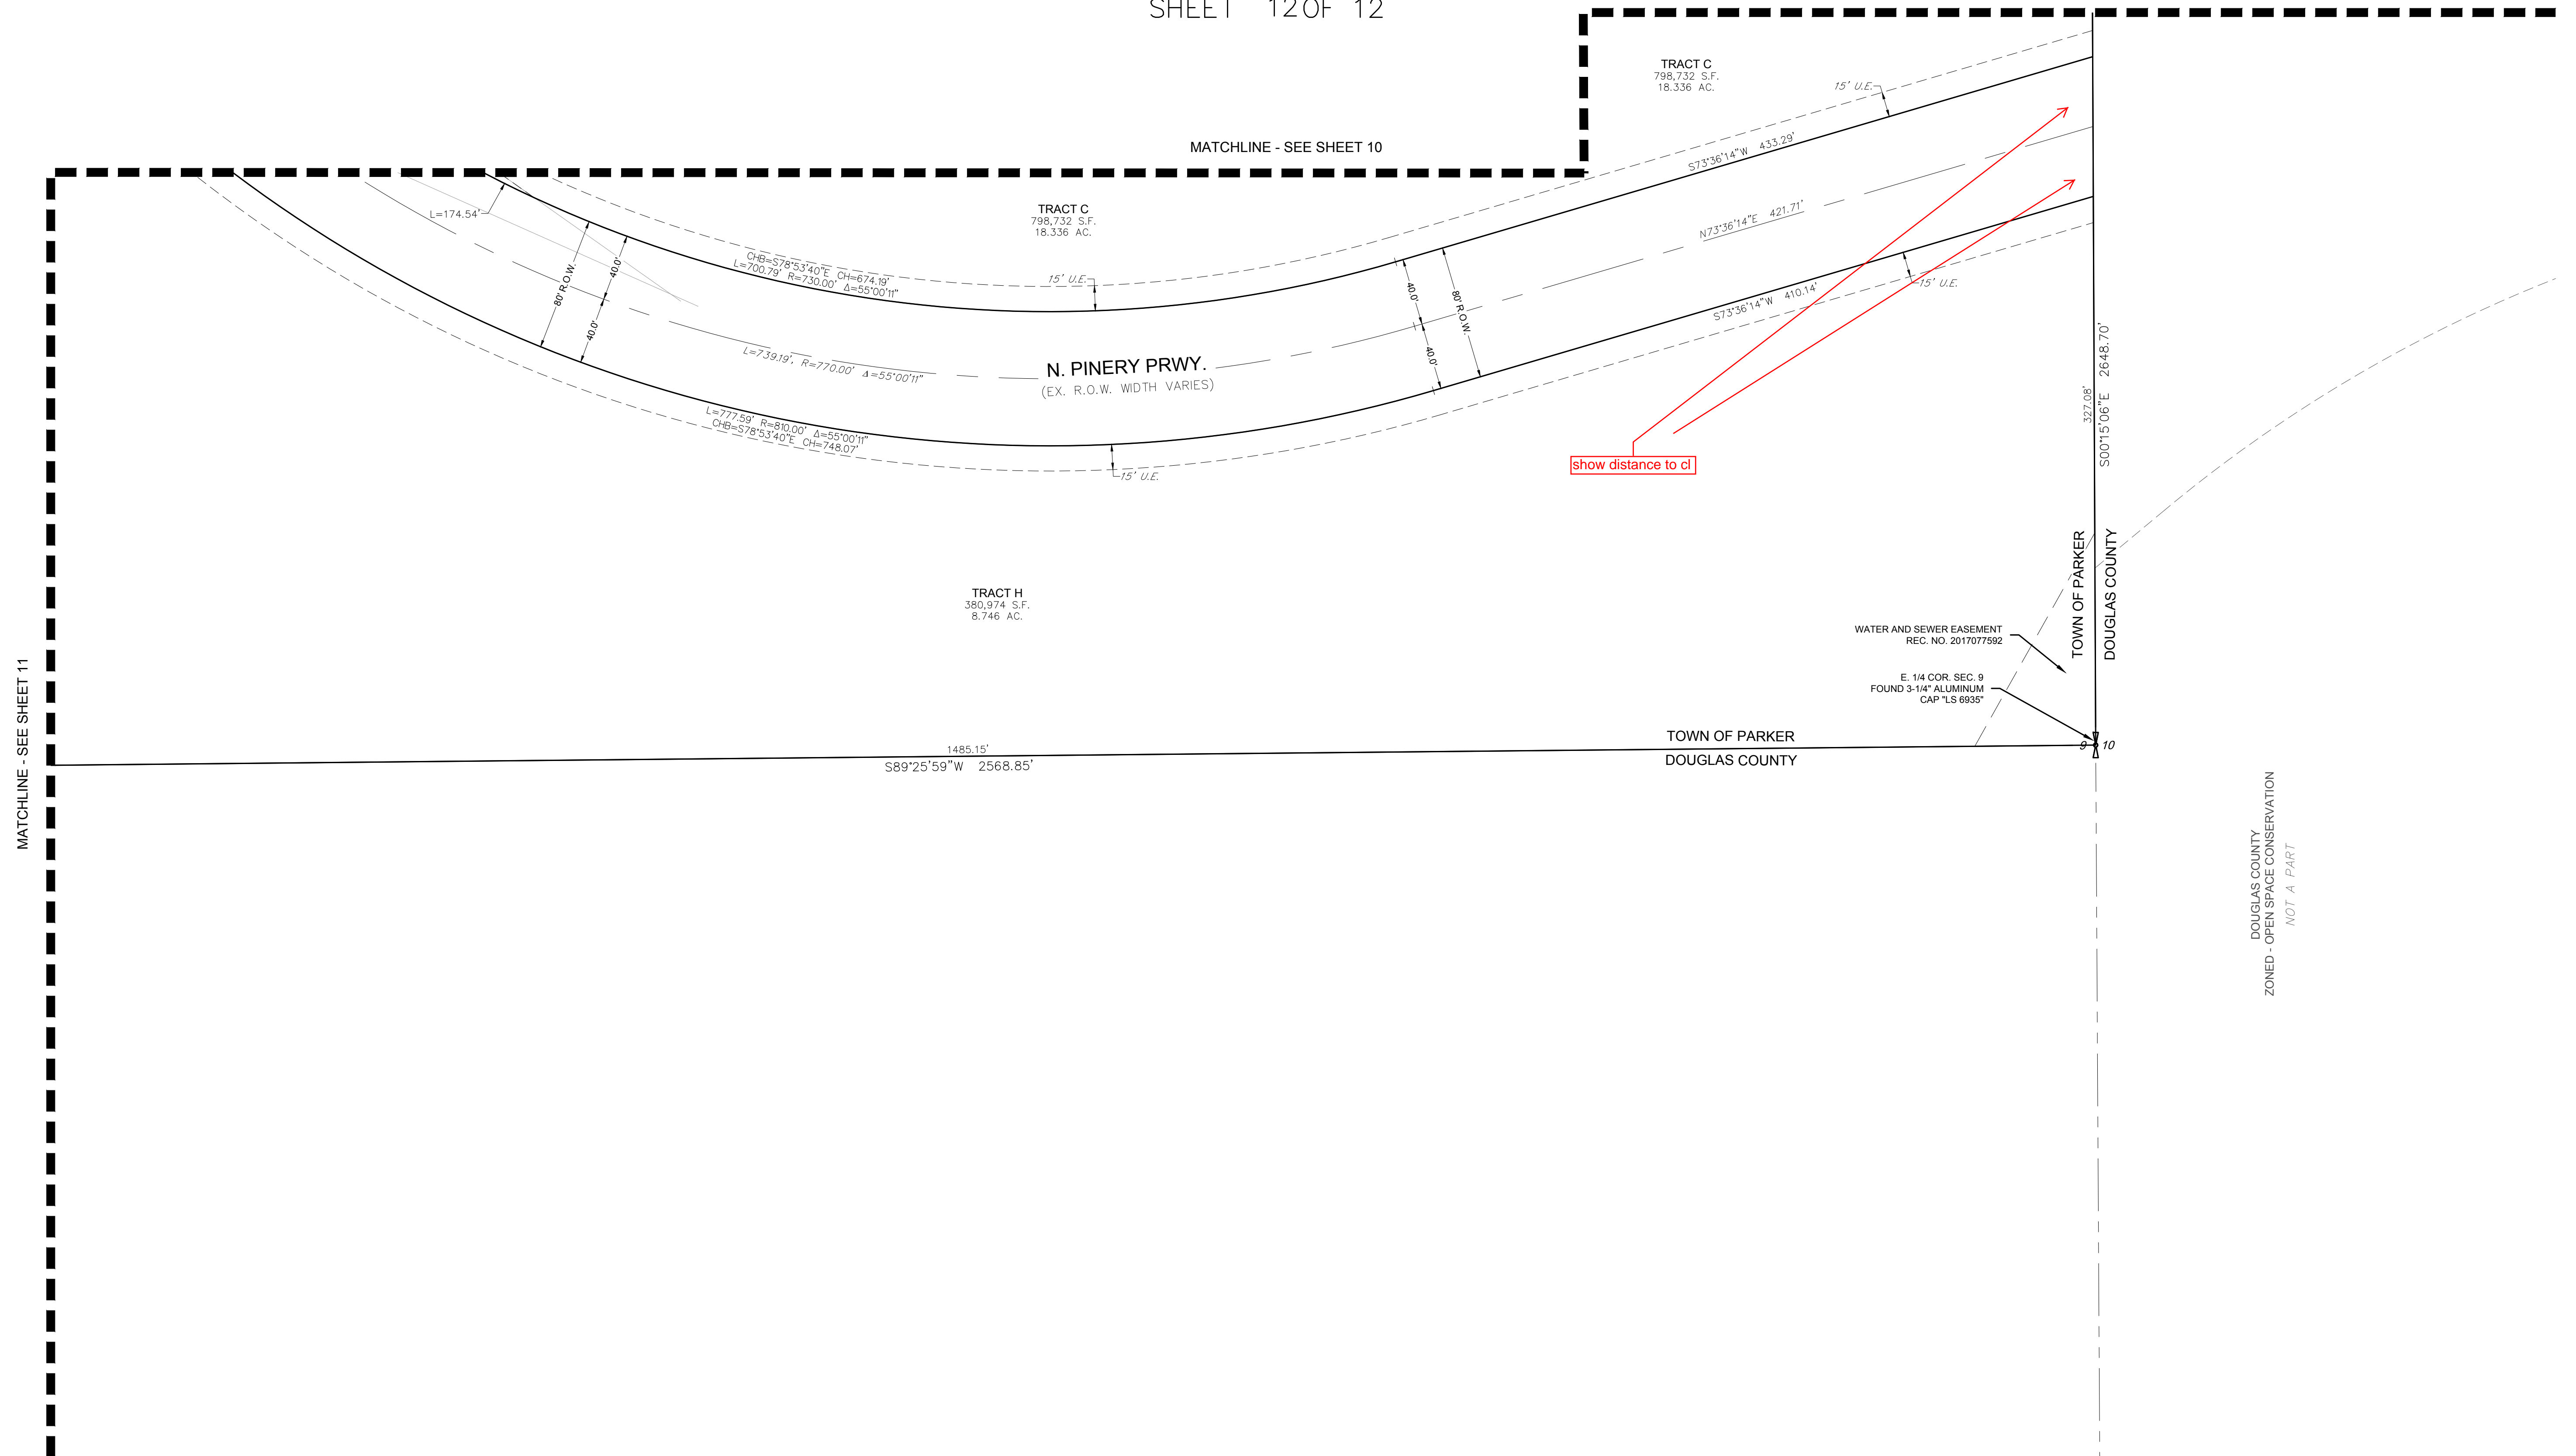 SHEET 12 OF 12
TRACT C
798,732 S.F.
18.336 AC.
15' U.E.
MATCHLINE - SEE SHEET 10
S73°36'14"W 433.29'
L=174.54'
TRACT C
798,732 S.F.
18.336 AC.
N73°36'14"E 421.71'
80' R.O.W.
40.0'
40.0'
CHB=S78°53'40"E CH=674.19'
L=700.79' R=730.00' Δ=55°00'11"
15' U.E.
40.0'
80' R.O.W.
40.0'
S73°36'14"W 410.14'
15' U.E.
L=739.19', R=770.00' Δ=55°00'11"
N. PINERY PRWY.
(EX. R.O.W. WIDTH VARIES)
L=777.59' R=810.00' Δ=55°00'11"
CHB=S78°53'40"E CH=748.07'
15' U.E.
show distance to cl
327.08'
S00°15'06"E 2648.70'
TOWN OF PARKER
DOUGLAS COUNTY
TRACT H
380,974 S.F.
8.746 AC.
WATER AND SEWER EASEMENT
REC. NO. 2017077592
E. 1/4 COR. SEC. 9
FOUND 3-1/4" ALUMINUM
CAP "LS 6935"
MATCHLINE - SEE SHEET 11
1485.15'
S89°25'59"W 2568.85'
TOWN OF PARKER
DOUGLAS COUNTY
9 10
DOUGLAS COUNTY
ZONED - OPEN SPACE CONSERVATION
NOT A PART